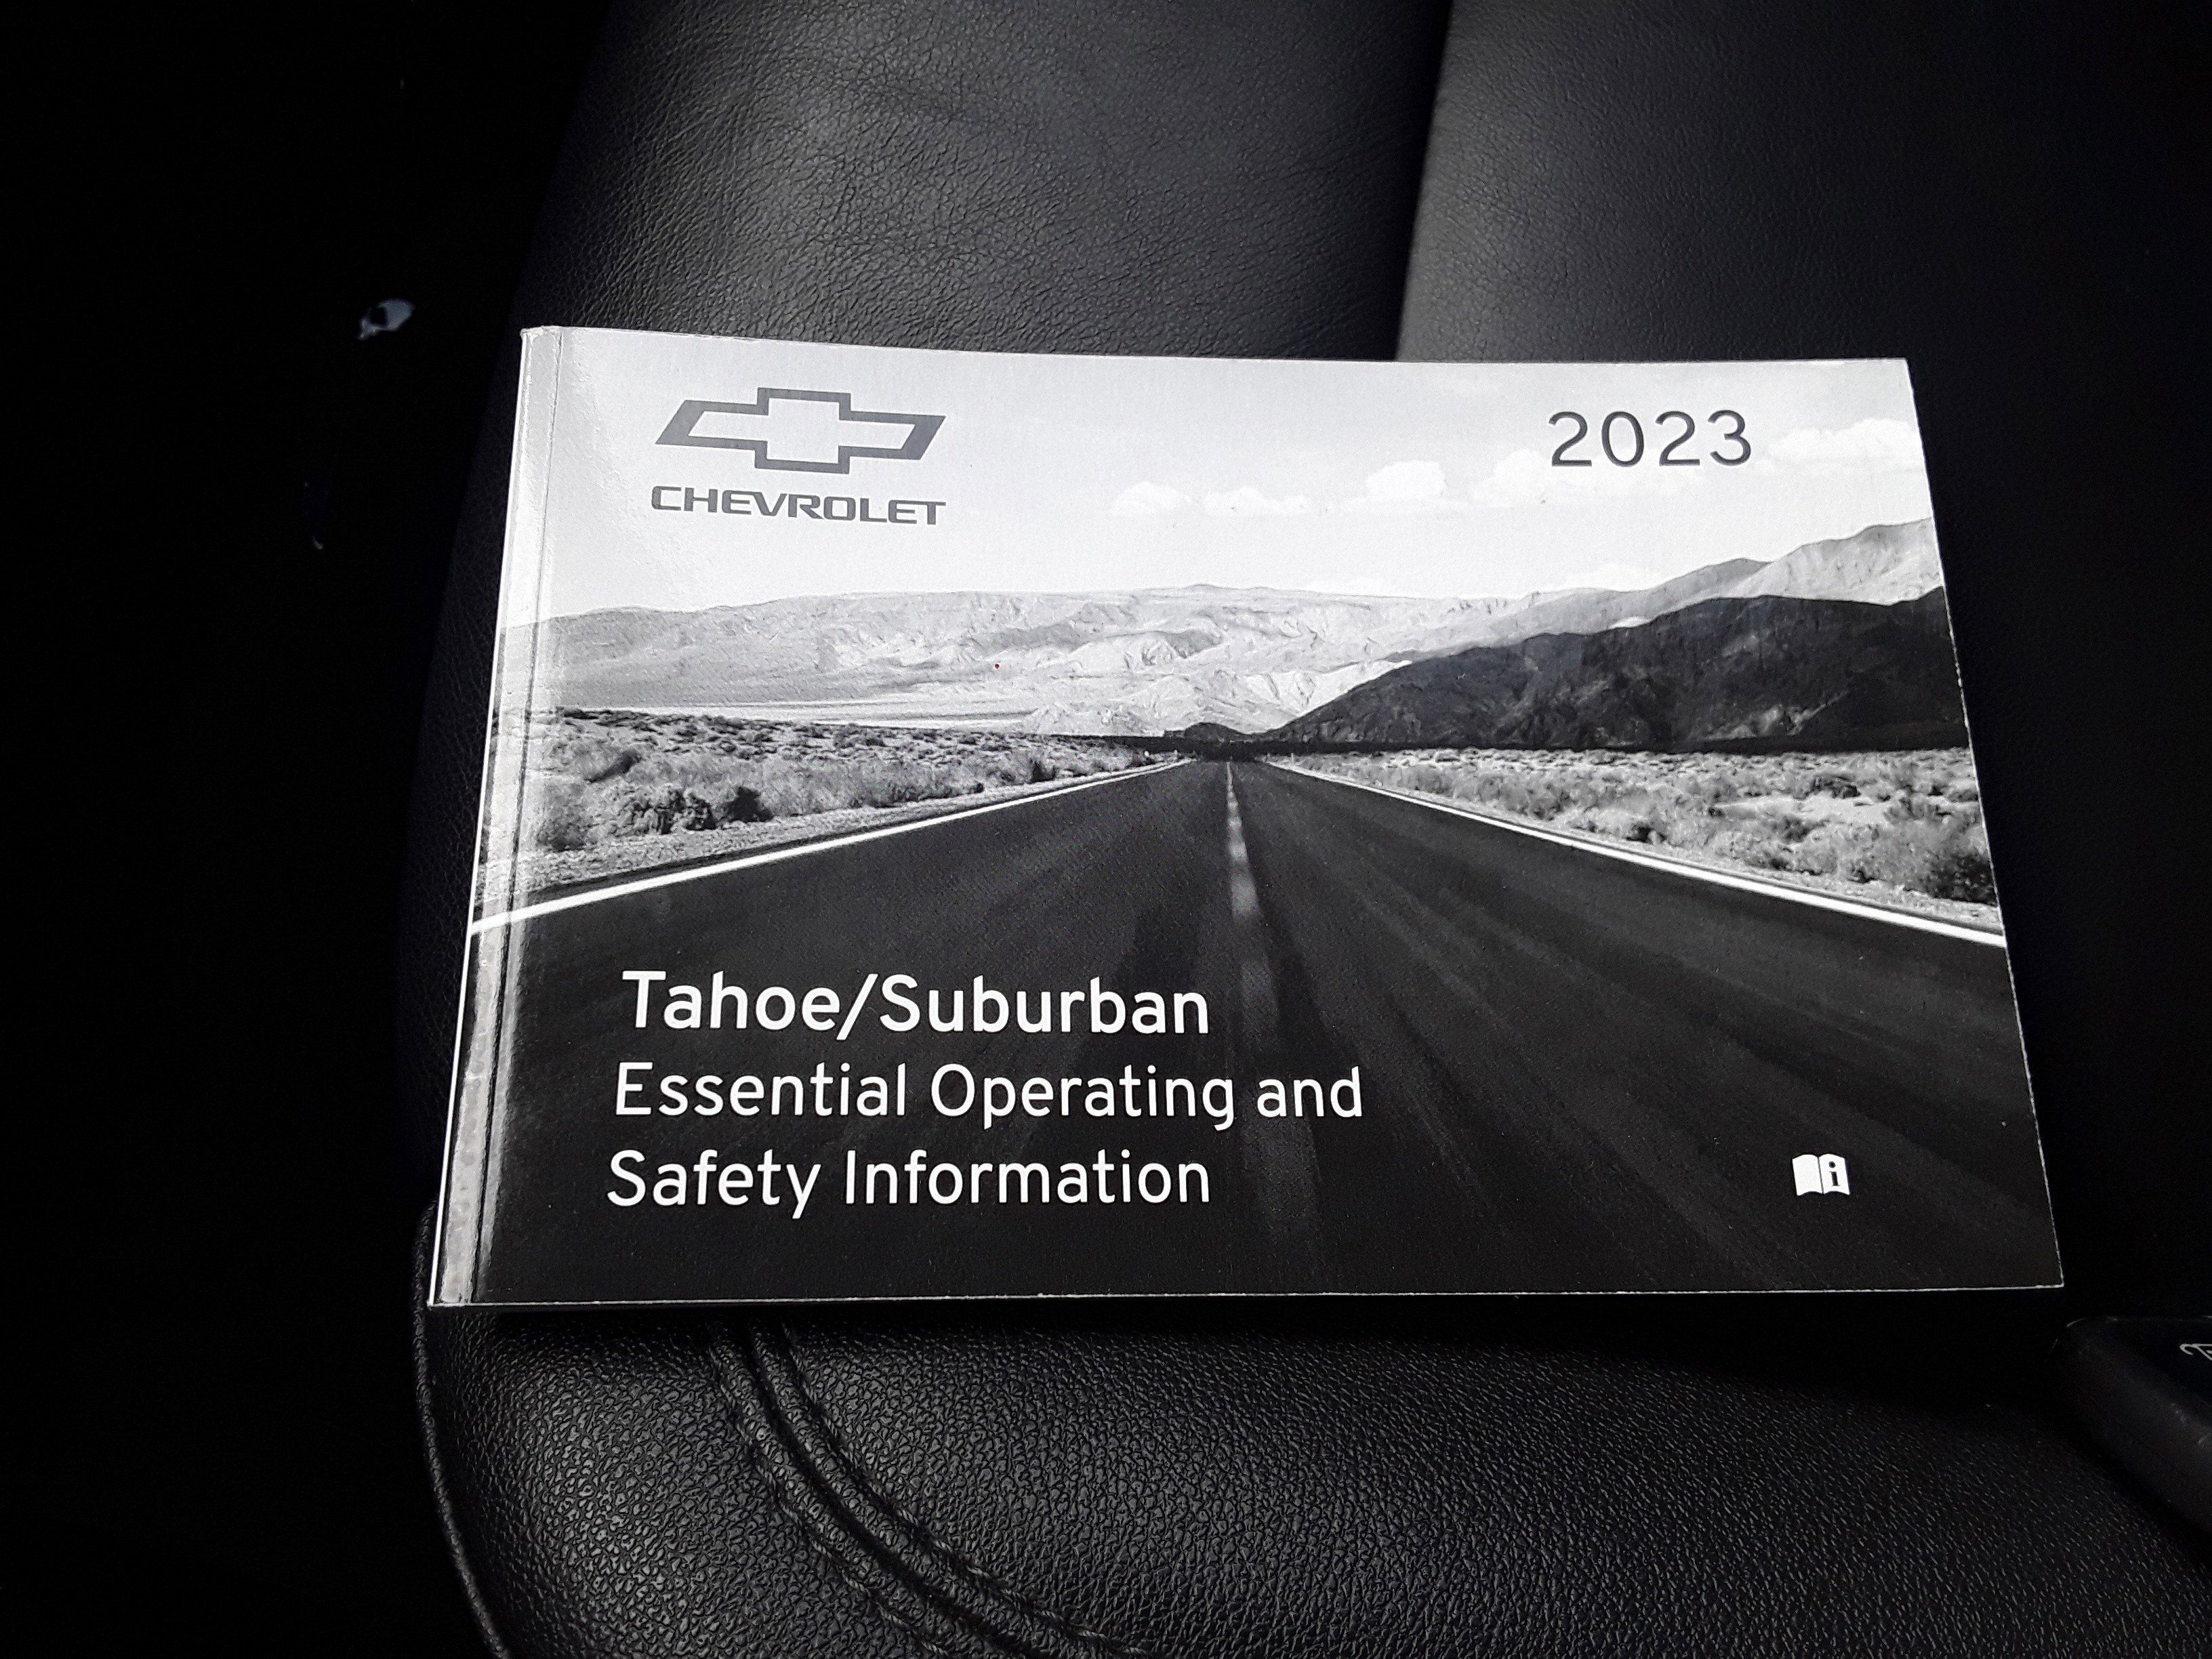 CHEVROLET
2023
Tahoe/Suburban
Essential Operating and
Safety Information
i